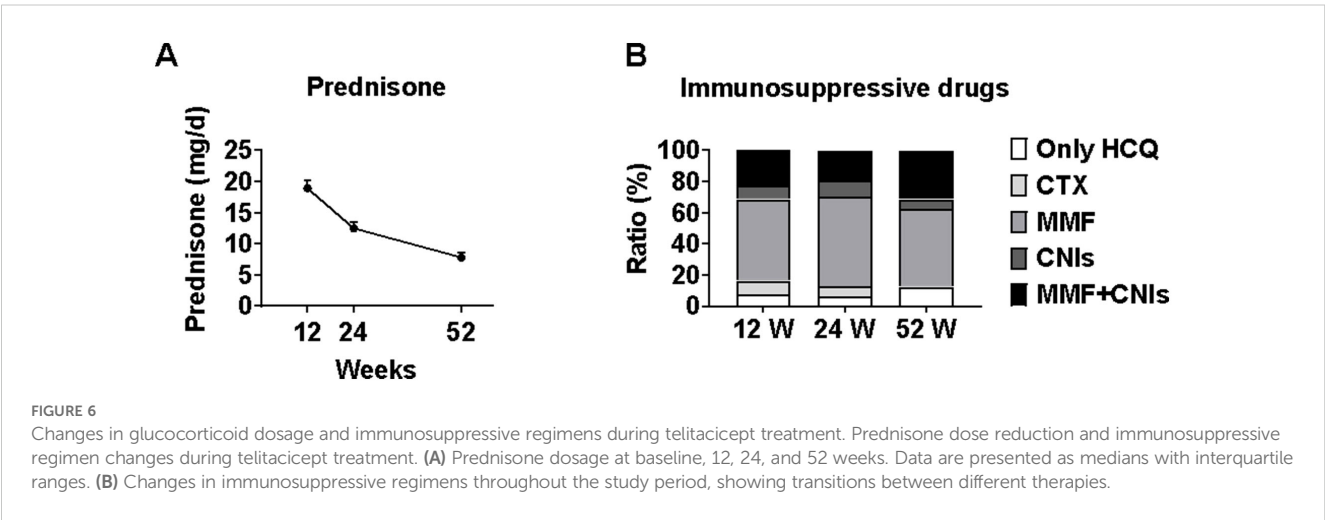 A
Prednisone
Prednisone (mg/d)
25
20
15
10
5
0
12 24 52
Weeks
B
Immunosuppressive drugs
Ratio (%)
100
80
60
40
20
0
12 W 24 W 52 W
Only HCQ
CTX
MMF
CNIs
MMF+CNIs
FIGURE 6
Changes in glucocorticoid dosage and immunosuppressive regimens during telitacicept treatment. Prednisone dose reduction and immunosuppressive
regimen changes during telitacicept treatment. (A) Prednisone dosage at baseline, 12, 24, and 52 weeks. Data are presented as medians with interquartile
ranges. (B) Changes in immunosuppressive regimens throughout the study period, showing transitions between different therapies.